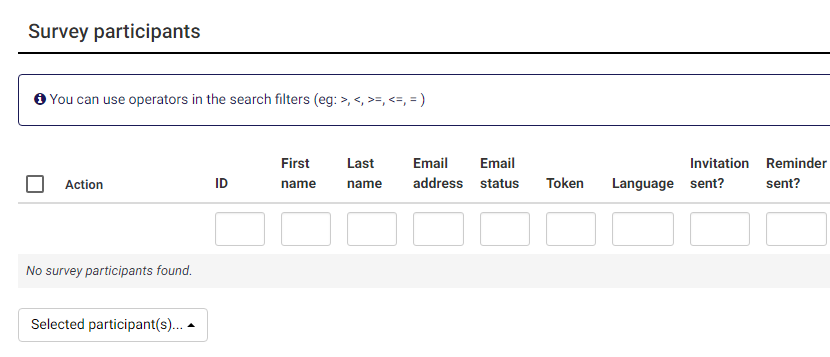 Survey participants
You can use operators in the search filters (eg: >, <, >=, <=, = )
Action ID First name Last name Email address Email status Token Language Invitation sent? Reminder sent?
No survey participants found.
Selected participant(s)...